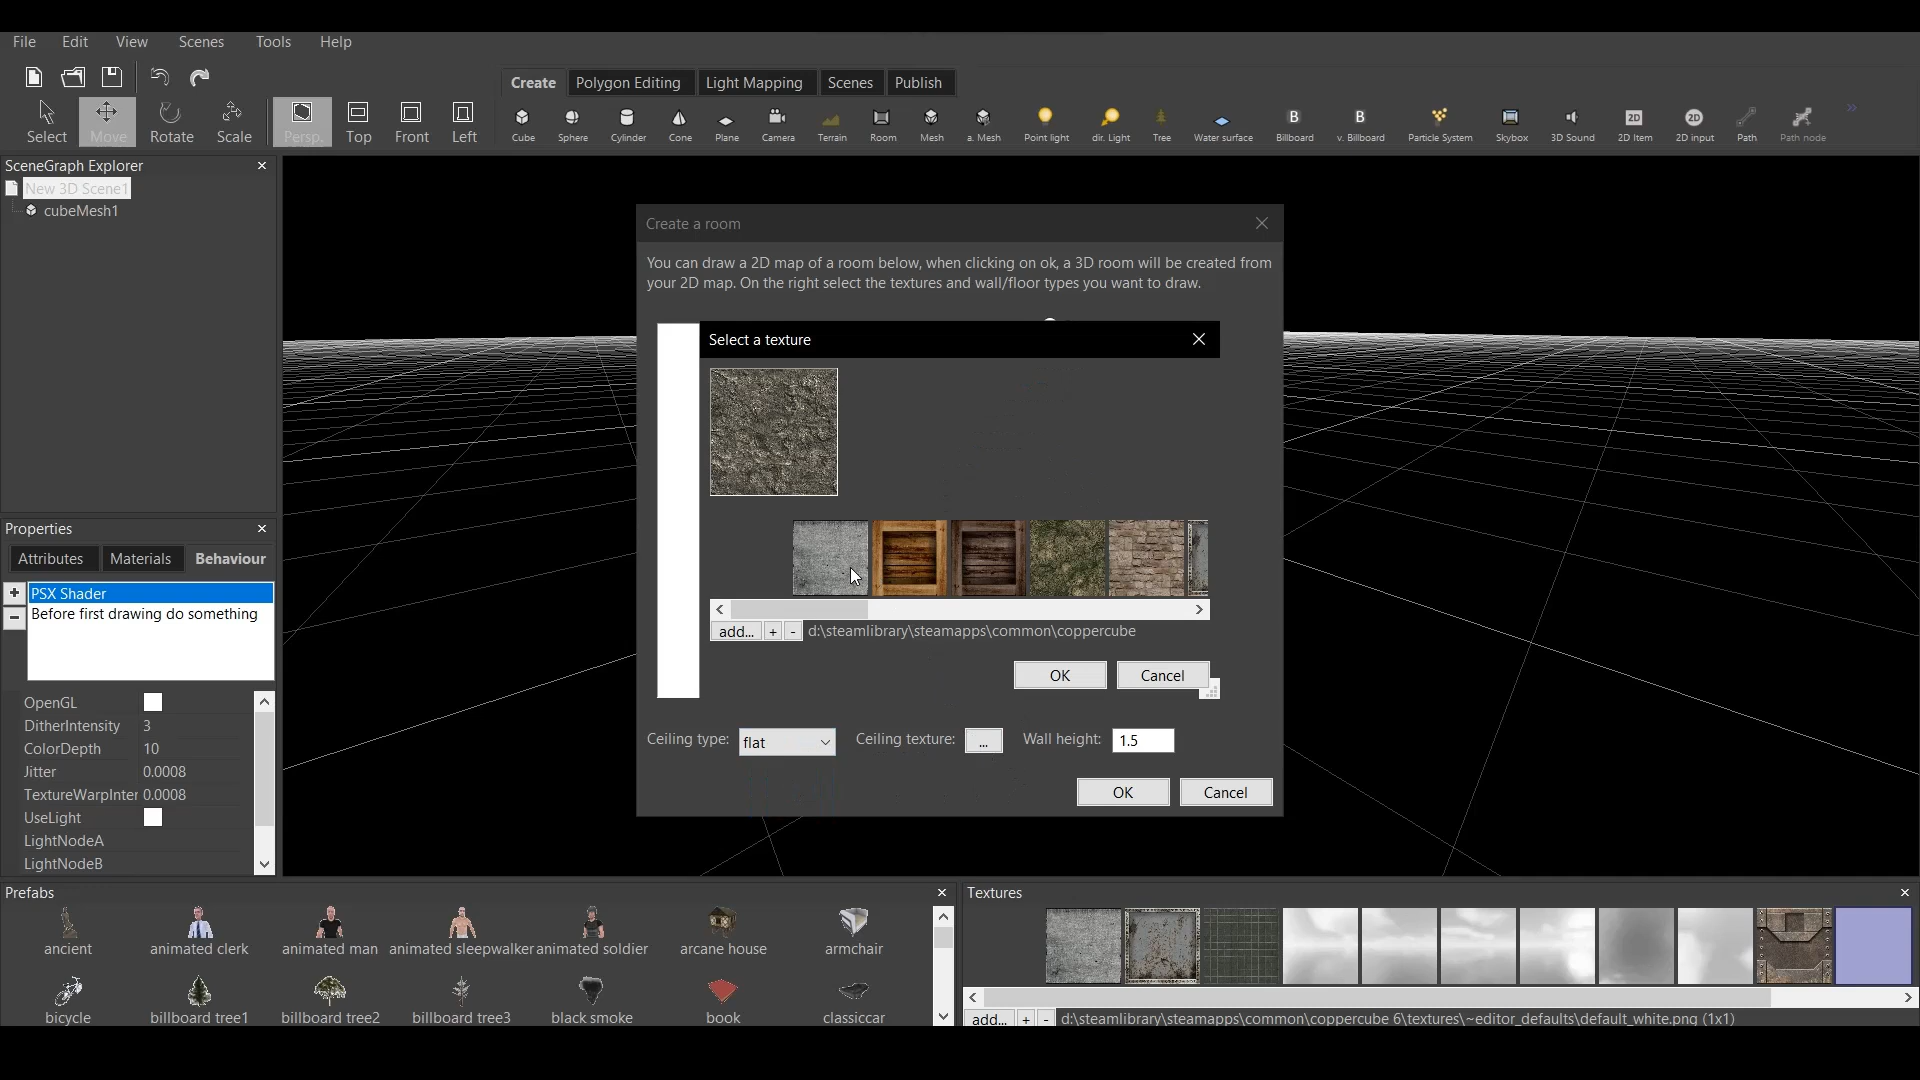 File Edit View Scenes Tools Help
Create Polygon Editing Light Mapping Scenes Publish
Select Move Rotate Scale Persp. Top Front Left
Cube Sphere Cylinder Cone Plane Camera Terrain Room Mesh a. Mesh Point light dir. Light Tree Water surface Billboard v. Billboard Particle System Skybox 3D Sound 2D Item 2D input Path Path node
SceneGraph Explorer
New 3D Scene1
cubeMesh1
Create a room
You can draw a 2D map of a room below, when clicking on ok, a 3D room will be created from
your 2D map. On the right select the textures and wall/floor types you want to draw.
Select a texture
add... + - d:\steamlibrary\steamapps\common\coppercube
OK Cancel
Ceiling type: flat Ceiling texture: ... Wall height: 1.5
OK Cancel
Properties
Attributes Materials Behaviour
+ PSX Shader
- Before first drawing do something
OpenGL
DitherIntensity 3
ColorDepth 10
Jitter 0.0008
TextureWarpInter 0.0008
UseLight
LightNodeA
LightNodeB
Prefabs
ancient animated clerk animated man animated sleepwalker animated soldier arcane house armchair
bicycle billboard tree1 billboard tree2 billboard tree3 black smoke book classiccar
Textures
add... + - d:\steamlibrary\steamapps\common\coppercube 6\textures\~editor_defaults\default_white.png (1x1)